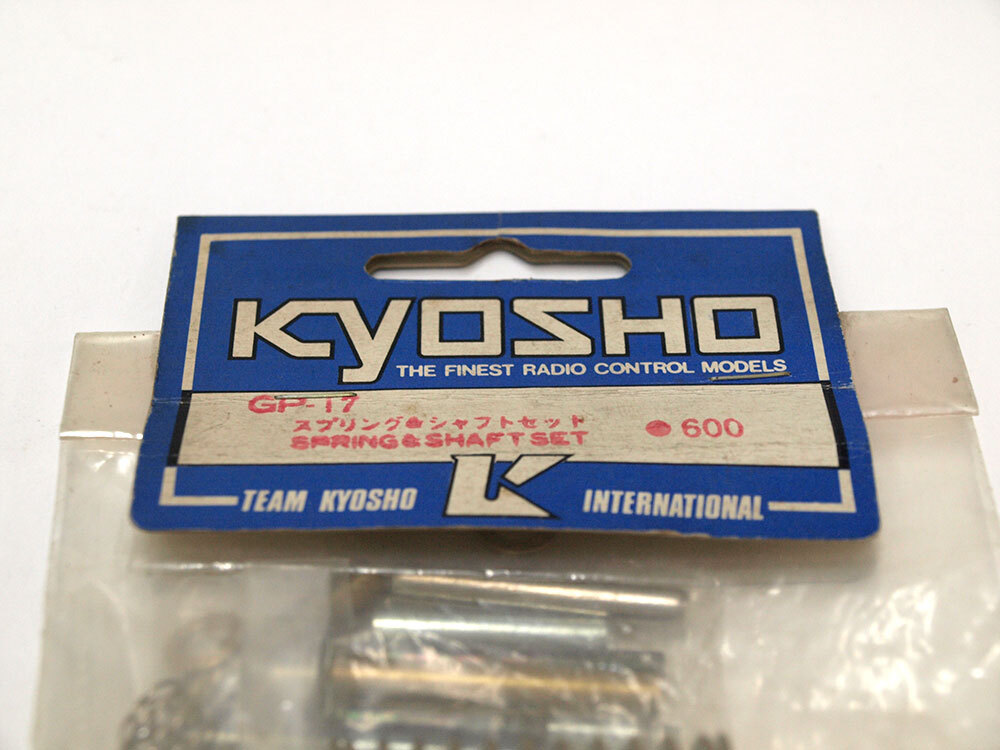 KYOSHO
THE FINEST RADIO CONTROL MODELS
GP-17
スプリング&シャフトセット
SPRING & SHAFT SET
●600
TEAM KYOSHO K INTERNATIONAL